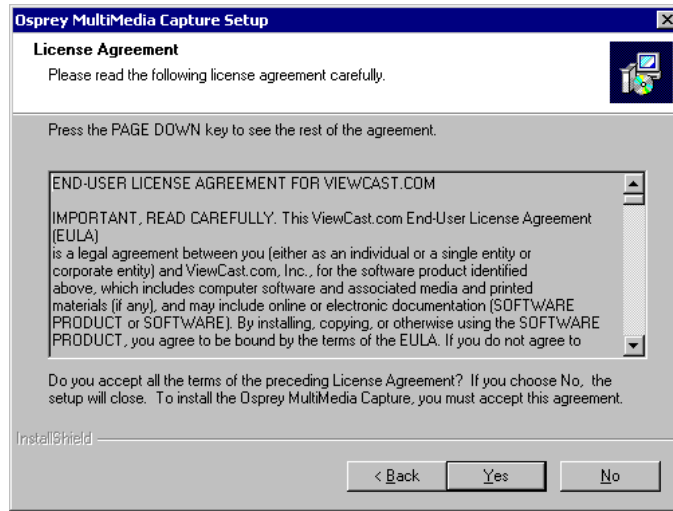 Osprey MultiMedia Capture Setup
License Agreement
Please read the following license agreement carefully.
Press the PAGE DOWN key to see the rest of the agreement.
END-USER LICENSE AGREEMENT FOR VIEWCAST.COM
IMPORTANT, READ CAREFULLY. This ViewCast.com End-User License Agreement
(EULA)
is a legal agreement between you (either as an individual or a single entity or
corporate entity) and ViewCast.com, Inc., for the software product identified
above, which includes computer software and associated media and printed
materials (if any), and may include online or electronic documentation (SOFTWARE
PRODUCT or SOFTWARE). By installing, copying, or otherwise using the SOFTWARE
PRODUCT, you agree to be bound by the terms of the EULA. If you do not agree to
Do you accept all the terms of the preceding License Agreement? If you choose No, the
setup will close. To install the Osprey MultiMedia Capture, you must accept this agreement.
InstallShield
< Back Yes No